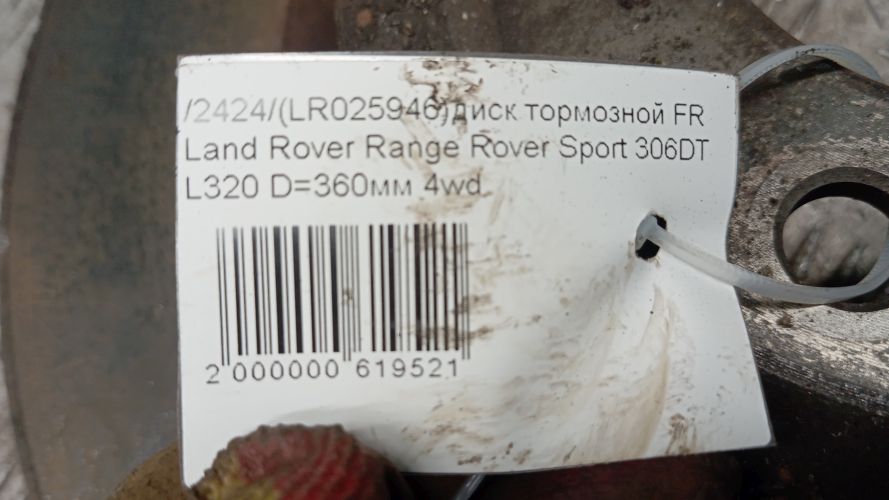 /2424/(LR025946)диск тормозной FR
Land Rover Range Rover Sport 306DT
L320 D=360мм 4wd
2 000000 619521